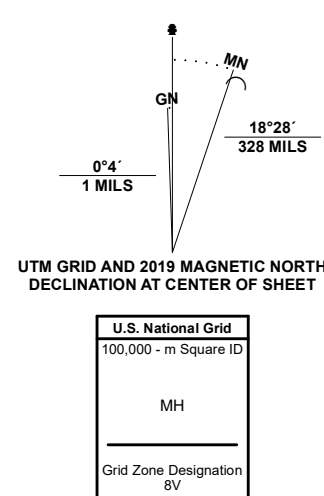 MN
GN
18°28´
328 MILS
0°4´
1 MILS
UTM GRID AND 2019 MAGNETIC NORTH
DECLINATION AT CENTER OF SHEET
U.S. National Grid
100,000 - m Square ID
MH
Grid Zone Designation
8V